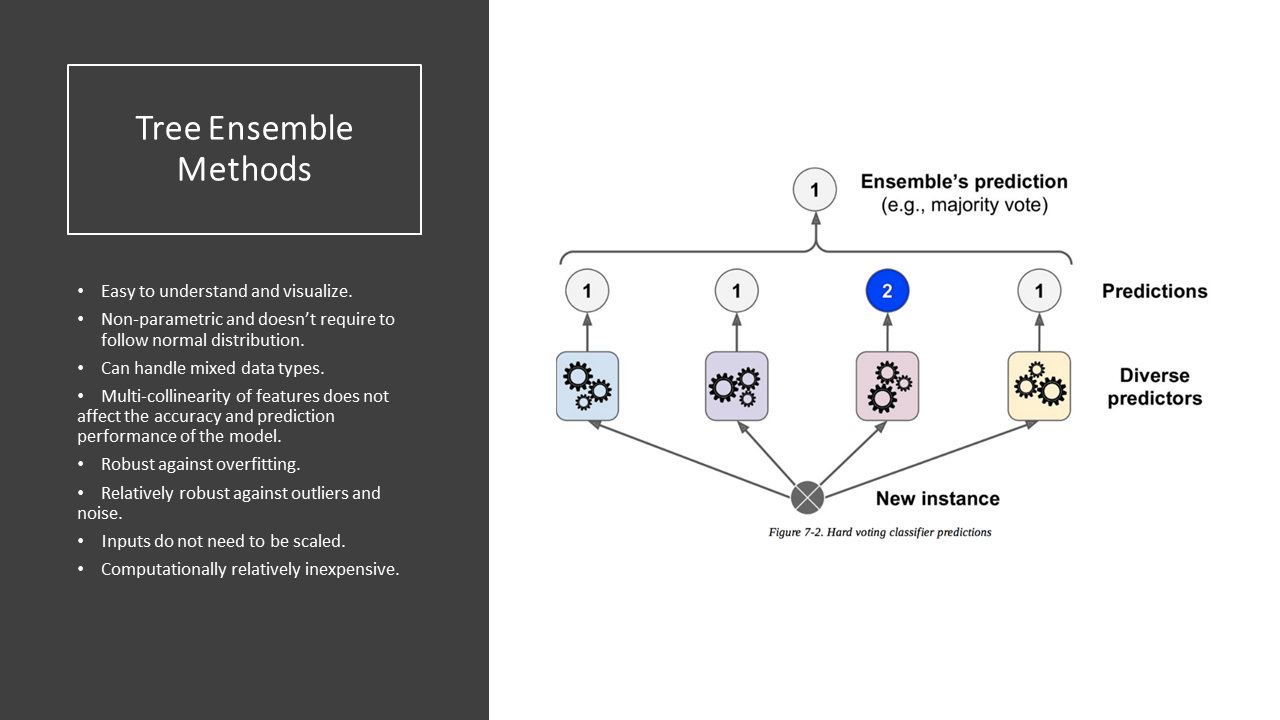 Tree Ensemble
Methods
• Easy to understand and visualize.
• Non-parametric and doesn’t require to
follow normal distribution.
• Can handle mixed data types.
• Multi-collinearity of features does not
affect the accuracy and prediction
performance of the model.
• Robust against overfitting.
• Relatively robust against outliers and
noise.
• Inputs do not need to be scaled.
• Computationally relatively inexpensive.
1
Ensemble’s prediction
(e.g., majority vote)
1 1 2 1 Predictions
Diverse
predictors
New instance
Figure 7-2. Hard voting classifier predictions